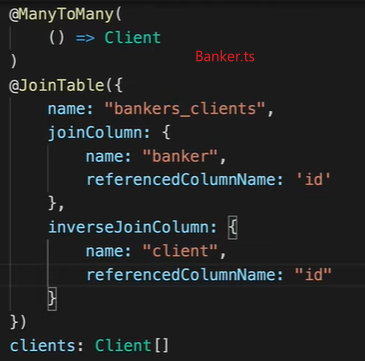 @ManyToMany(
    () => Client
)
Banker.ts
@JoinTable({
    name: "bankers_clients",
    joinColumn: {
        name: "banker",
        referencedColumnName: 'id'
    },
    inverseJoinColumn: {
        name: "client",
        referencedColumnName: "id"
    }
})
clients: Client[]